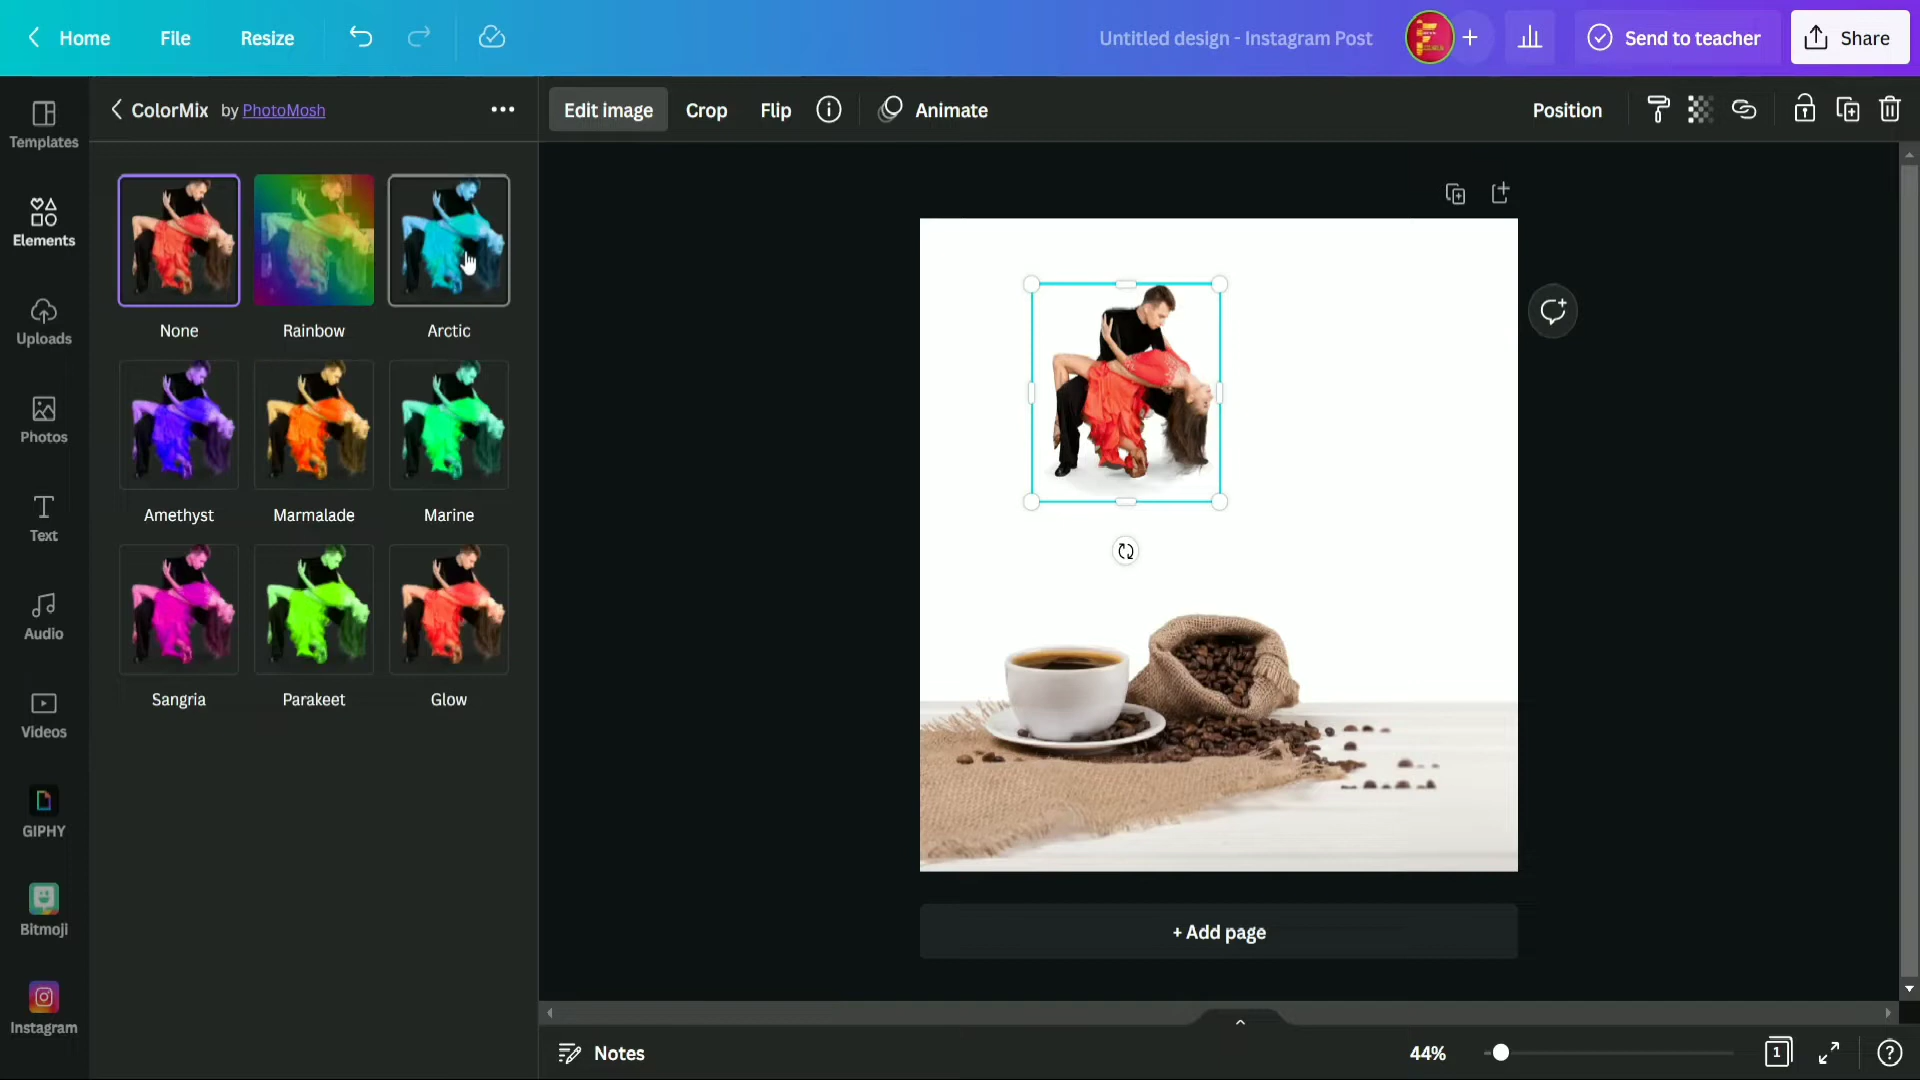 Home File Resize
Untitled design - Instagram Post
Send to teacher
Share
Templates
Elements
Uploads
Photos
Text
Audio
Videos
GIPHY
Bitmoji
Instagram
ColorMix by PhotoMosh
None Rainbow Arctic
Amethyst Marmalade Marine
Sangria Parakeet Glow
Edit image Crop Flip Animate Position
+ Add page
Notes
44%
1